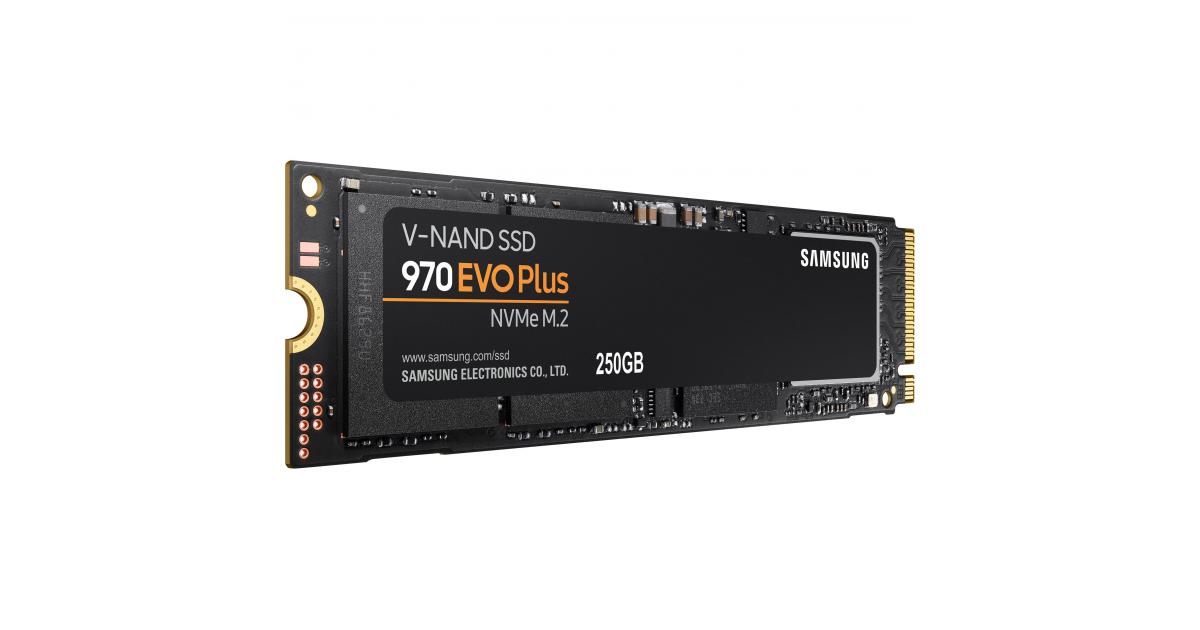 V-NAND SSD
970 EVO Plus
NVMe M.2
www.samsung.com/ssd
SAMSUNG ELECTRONICS CO., LTD.
250GB
SAMSUNG